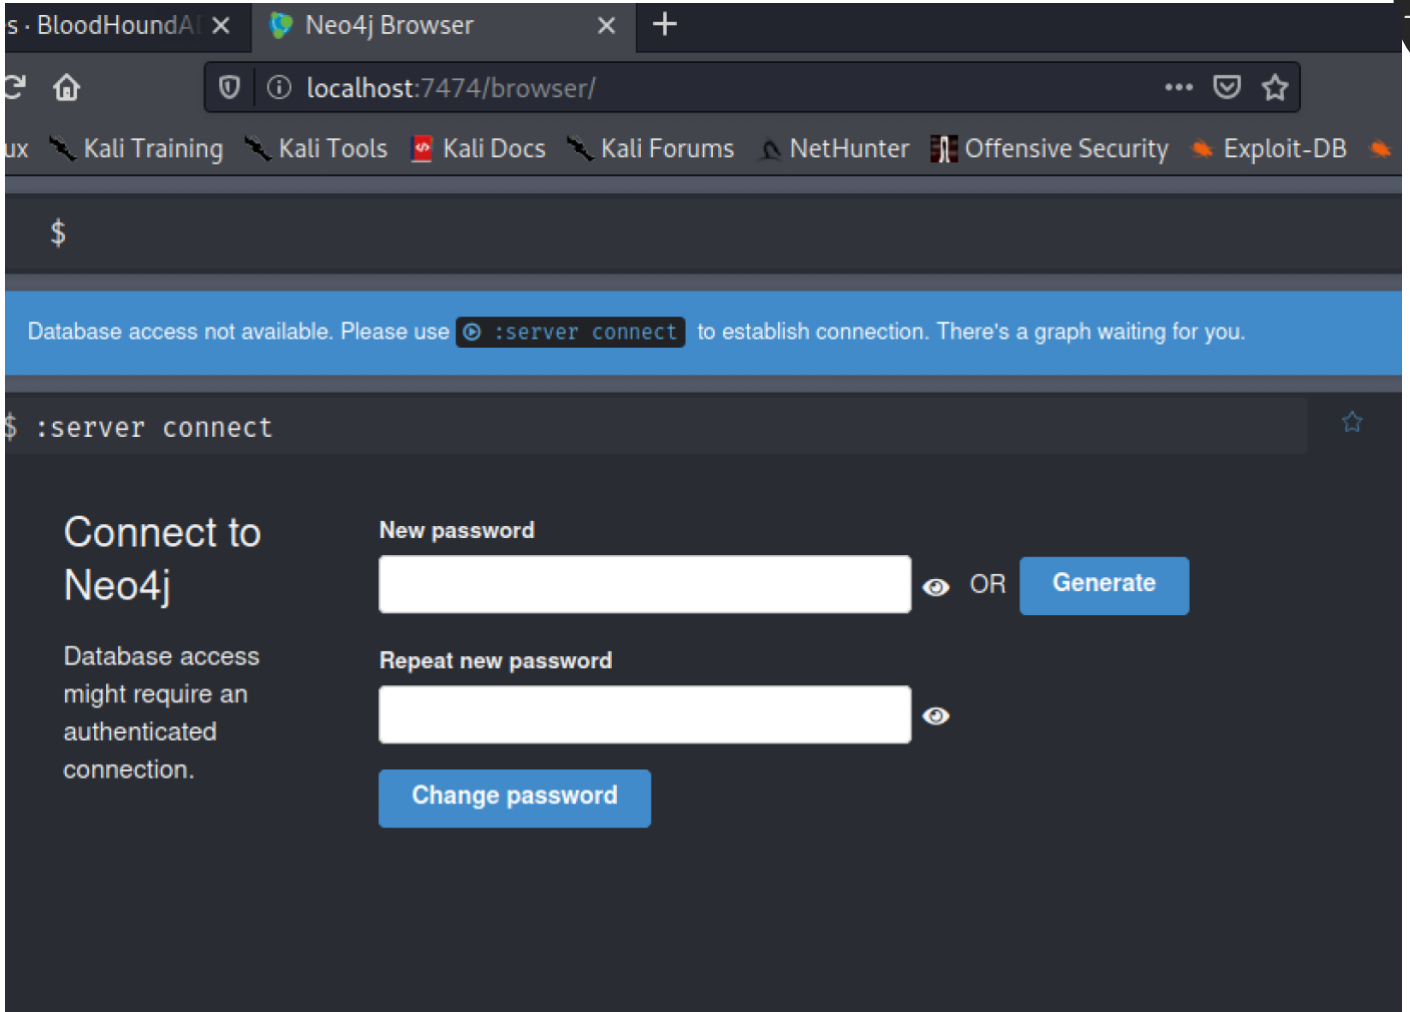 s · BloodHoundA
Neo4j Browser
localhost:7474/browser/
ux Kali Training Kali Tools Kali Docs Kali Forums NetHunter Offensive Security Exploit-DB
$
Database access not available. Please use :server connect to establish connection. There's a graph waiting for you.
$ :server connect
Connect to
Neo4j
Database access
might require an
authenticated
connection.
New password
OR Generate
Repeat new password
Change password